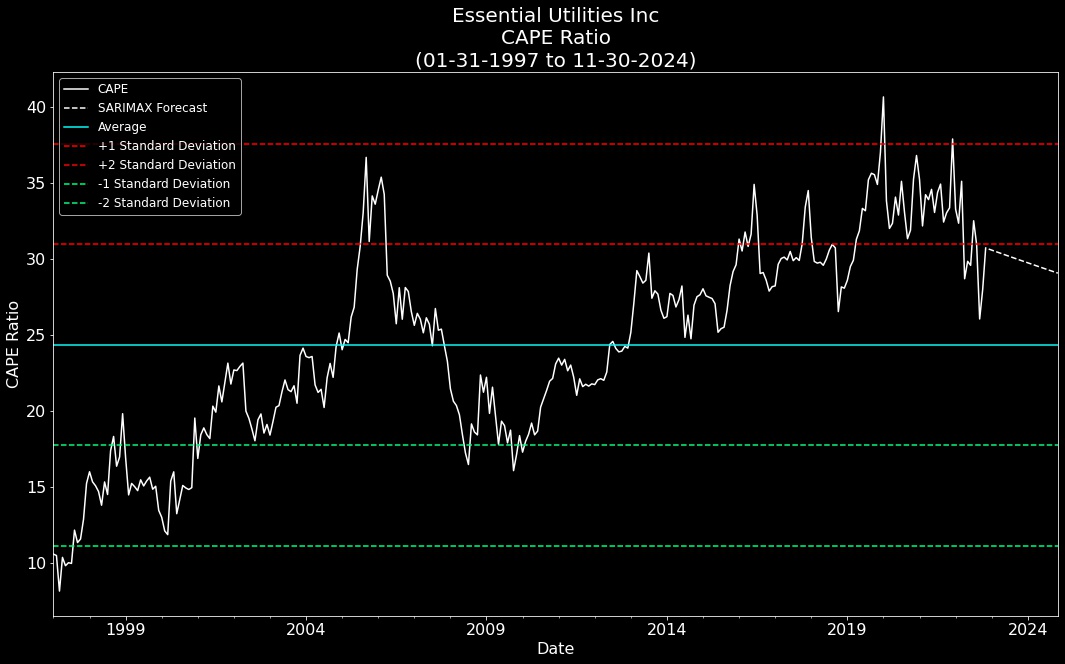 Essential Utilities Inc
CAPE Ratio
(01-31-1997 to 11-30-2024)
CAPE
SARIMAX Forecast
Average
+1 Standard Deviation
+2 Standard Deviation
-1 Standard Deviation
-2 Standard Deviation
40
35
30
25
20
15
10
CAPE Ratio
1999 2004 2009 2014 2019 2024
Date